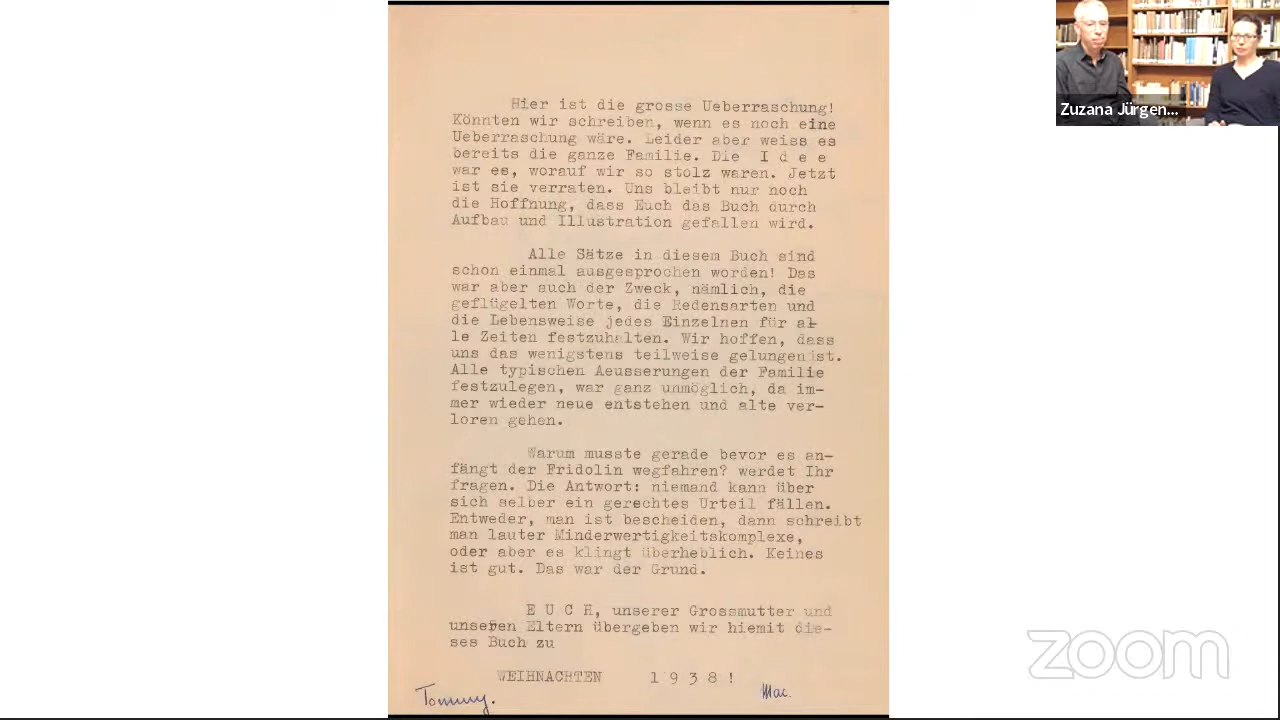 Hier ist die grosse Ueberraschung!
Könnten wir schreiben, wenn es noch eine
Ueberraschung wäre. Leider aber weiss es
bereits die ganze Familie. Die I d e e
war es, worauf wir so stolz waren. Jetzt
ist sie verraten. Uns bleibt nur noch
die Hoffnung, dass Euch das Buch durch
Aufbau und Illustration gefallen wird.
Alle Sätze in diesem Buch sind
schon einmal ausgesprochen worden! Das
war aber auch der Zweck, nämlich, die
geflügelten Worte, die Redensarten und
die Lebensweise jedes Einzelnen für al-
le Zeiten festzuhalten. Wir hoffen, dass
uns das wenigstens teilweise gelungen ist.
Alle typischen Aeusserungen der Familie
festzulegen, war ganz unmöglich, da im-
mer wieder neue entstehen und alte ver-
loren gehen.
Warum musste gerade bevor es an-
fängt der Fridolin wegfahren? werdet Ihr
fragen. Die Antwort: niemand kann über
sich selber ein gerechtes Urteil fällen.
Entweder, man ist bescheiden, dann schreibt
man lauter Minderwertigkeitskomplexe,
oder aber es klingt überheblich. Keines
ist gut. Das war der Grund.
E U C H, unserer Grossmutter und
unseren Eltern übergeben wir hiemit die-
ses Buch zu
WEIHNACHTEN 1 9 3 8 !
Tommy. Mac.
Zuzana Jürgen...
zoom